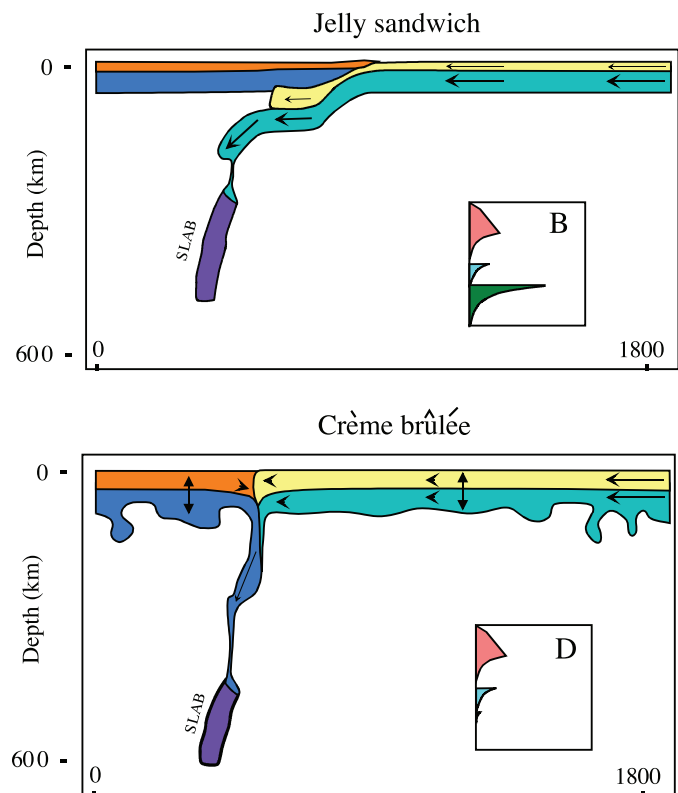 Jelly sandwich
0
Depth (km)
SLAB
B
600
0
1800
Crème brûlée
0
Depth (km)
SLAB
D
600
0
1800